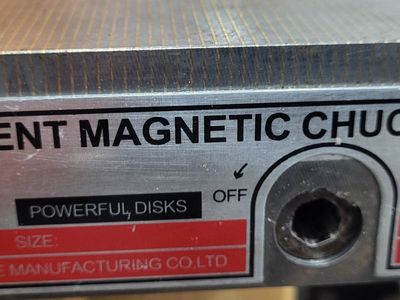 ENT MAGNETIC CHUC
OFF
POWERFUL DISKS
SIZE:
E MANUFACTURING CO.LTD